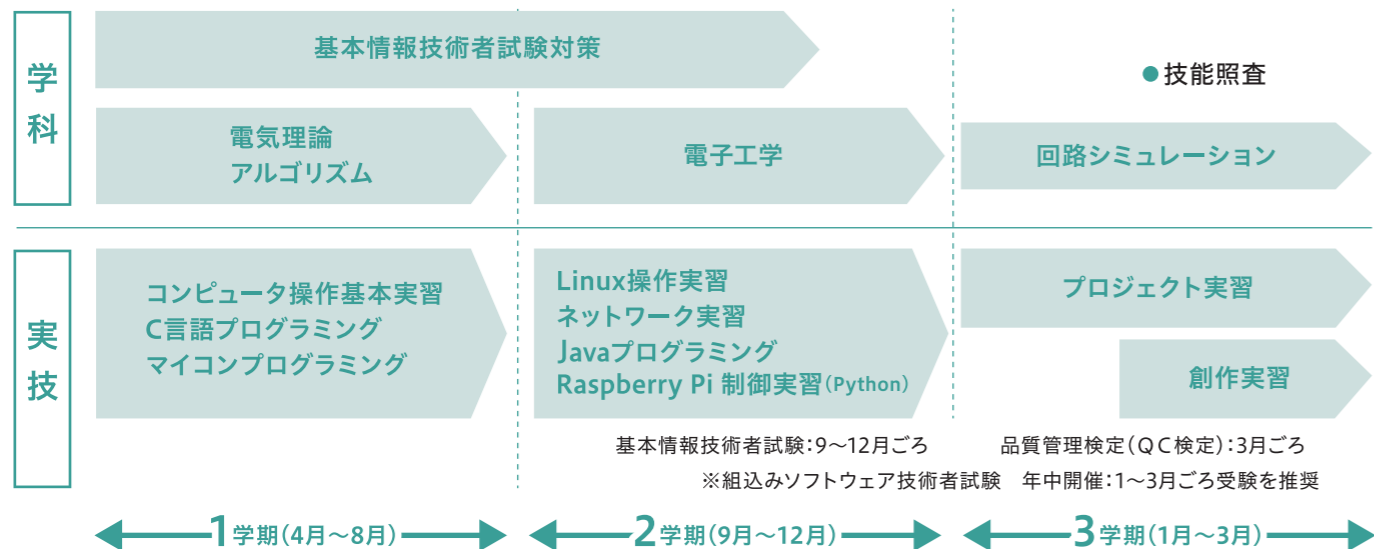 学科
基本情報技術者試験対策
●技能照査
電気理論
アルゴリズム
電子工学
回路シミュレーション
実技
コンピュータ操作基本実習
C言語プログラミング
マイコンプログラミング
Linux操作実習
ネットワーク実習
Javaプログラミング
Raspberry Pi 制御実習(Python)
プロジェクト実習
創作実習
基本情報技術者試験:9〜12月ごろ
品質管理検定(QC検定):3月ごろ
※組込みソフトウェア技術者試験　年中開催:1〜3月ごろ受験を推奨
1学期(4月〜8月)
2学期(9月〜12月)
3学期(1月〜3月)